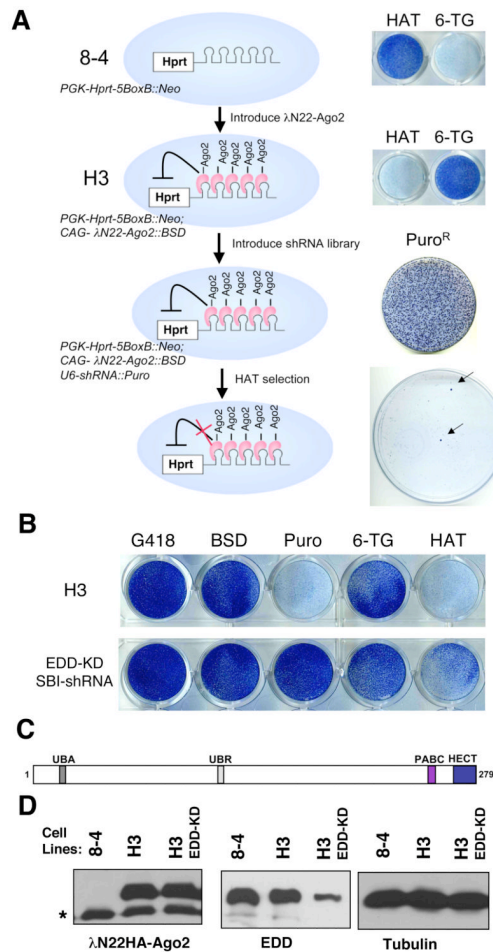 A
8-4
Hprt
PGK-Hprt-5BoxB::Neo
HAT 6-TG
Introduce λN22-Ago2
H3
Ago2 Ago2 Ago2 Ago2 Ago2
Hprt
PGK-Hprt-5BoxB::Neo;
CAG- λN22-Ago2::BSD
HAT 6-TG
Introduce shRNA library
Ago2 Ago2 Ago2 Ago2 Ago2
Hprt
PGK-Hprt-5BoxB::Neo;
CAG- λN22-Ago2::BSD
U6-shRNA::Puro
PuroR
HAT selection
Ago2 Ago2 Ago2 Ago2 Ago2
Hprt
B
G418 BSD Puro 6-TG HAT
H3
EDD-KD
SBI-shRNA
C
UBA UBR PABC HECT
1 279
D
Cell
Lines:
8-4 H3 H3 EDD-KD
8-4 H3 H3 EDD-KD
8-4 H3 H3 EDD-KD
*
λN22HA-Ago2 EDD Tubulin